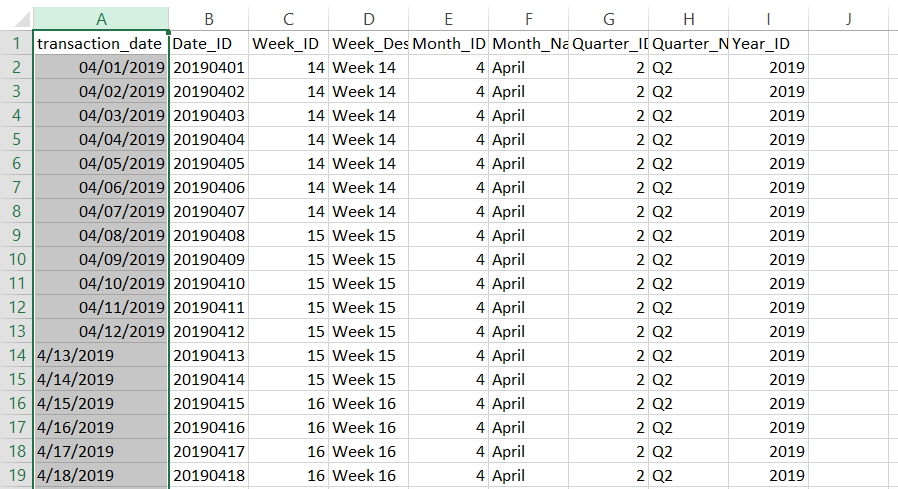 A B C D E F G H I J
1 transaction_date Date_ID Week_ID Week_Des Month_ID Month_Na Quarter_ID Quarter_N Year_ID
2 04/01/2019 20190401 14 Week 14 4 April 2 Q2 2019
3 04/02/2019 20190402 14 Week 14 4 April 2 Q2 2019
4 04/03/2019 20190403 14 Week 14 4 April 2 Q2 2019
5 04/04/2019 20190404 14 Week 14 4 April 2 Q2 2019
6 04/05/2019 20190405 14 Week 14 4 April 2 Q2 2019
7 04/06/2019 20190406 14 Week 14 4 April 2 Q2 2019
8 04/07/2019 20190407 14 Week 14 4 April 2 Q2 2019
9 04/08/2019 20190408 15 Week 15 4 April 2 Q2 2019
10 04/09/2019 20190409 15 Week 15 4 April 2 Q2 2019
11 04/10/2019 20190410 15 Week 15 4 April 2 Q2 2019
12 04/11/2019 20190411 15 Week 15 4 April 2 Q2 2019
13 04/12/2019 20190412 15 Week 15 4 April 2 Q2 2019
14 4/13/2019 20190413 15 Week 15 4 April 2 Q2 2019
15 4/14/2019 20190414 15 Week 15 4 April 2 Q2 2019
16 4/15/2019 20190415 16 Week 16 4 April 2 Q2 2019
17 4/16/2019 20190416 16 Week 16 4 April 2 Q2 2019
18 4/17/2019 20190417 16 Week 16 4 April 2 Q2 2019
19 4/18/2019 20190418 16 Week 16 4 April 2 Q2 2019